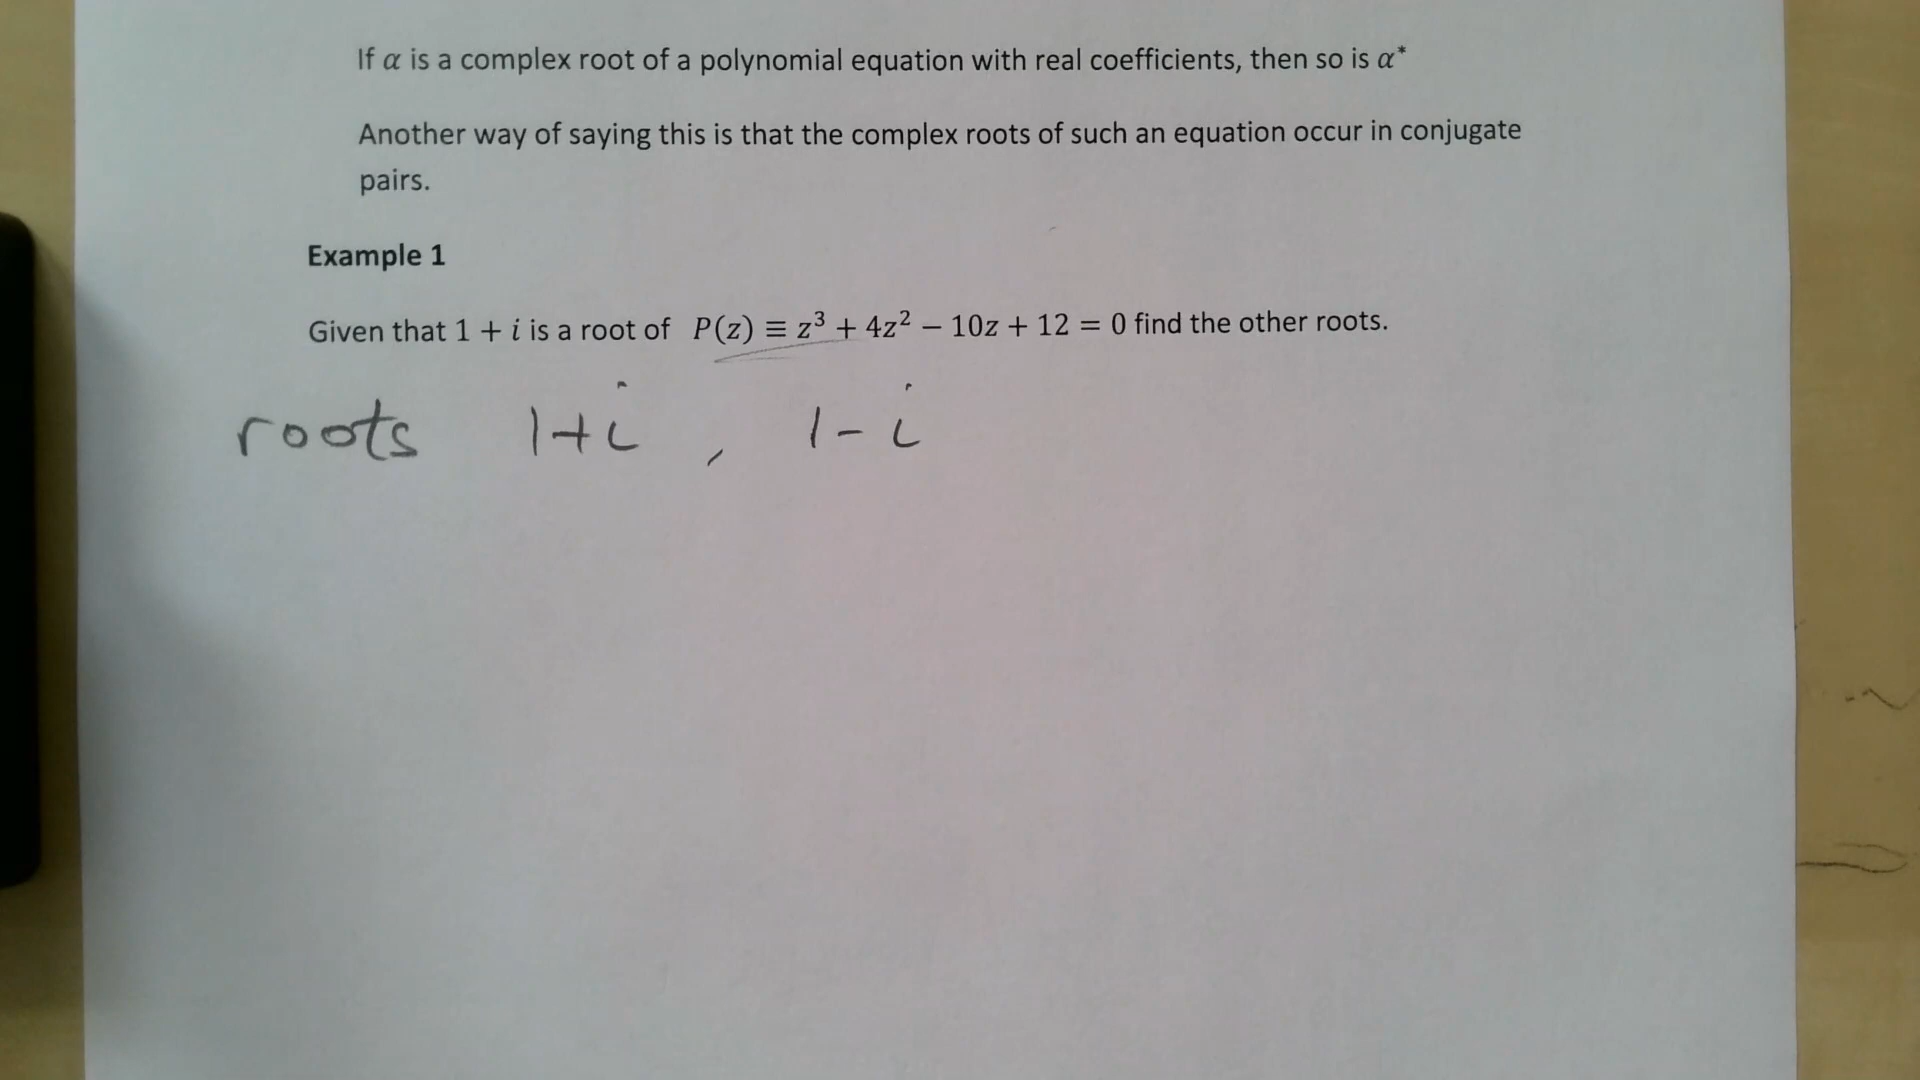 If α is a complex root of a polynomial equation with real coefficients, then so is α*
Another way of saying this is that the complex roots of such an equation occur in conjugate
pairs.
Example 1
Given that 1 + i is a root of P(z) ≡ z³ + 4z² − 10z + 12 = 0 find the other roots.
roots 1+i , 1-i